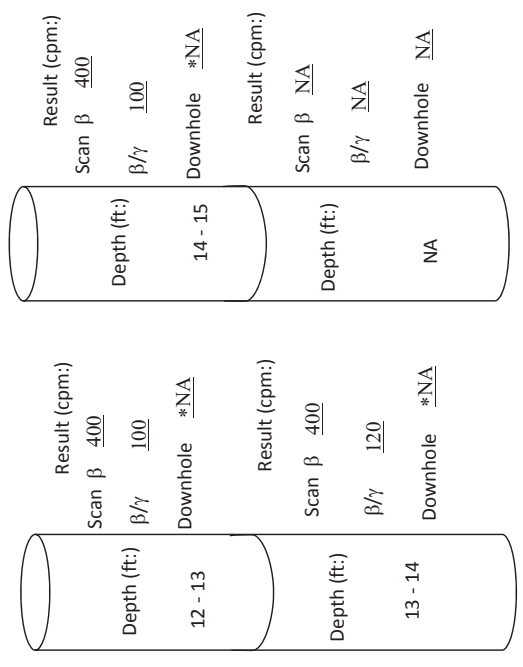 Result (cpm:)
Scan β 400
Depth (ft:)
β/γ 100
12 - 13
Downhole *NA
Result (cpm:)
Scan β 400
Depth (ft:)
β/γ 120
13 - 14
Downhole *NA
Result (cpm:)
Scan β 400
Depth (ft:)
β/γ 100
14 - 15
Downhole *NA
Result (cpm:)
Scan β NA
Depth (ft:)
β/γ NA
NA
Downhole NA